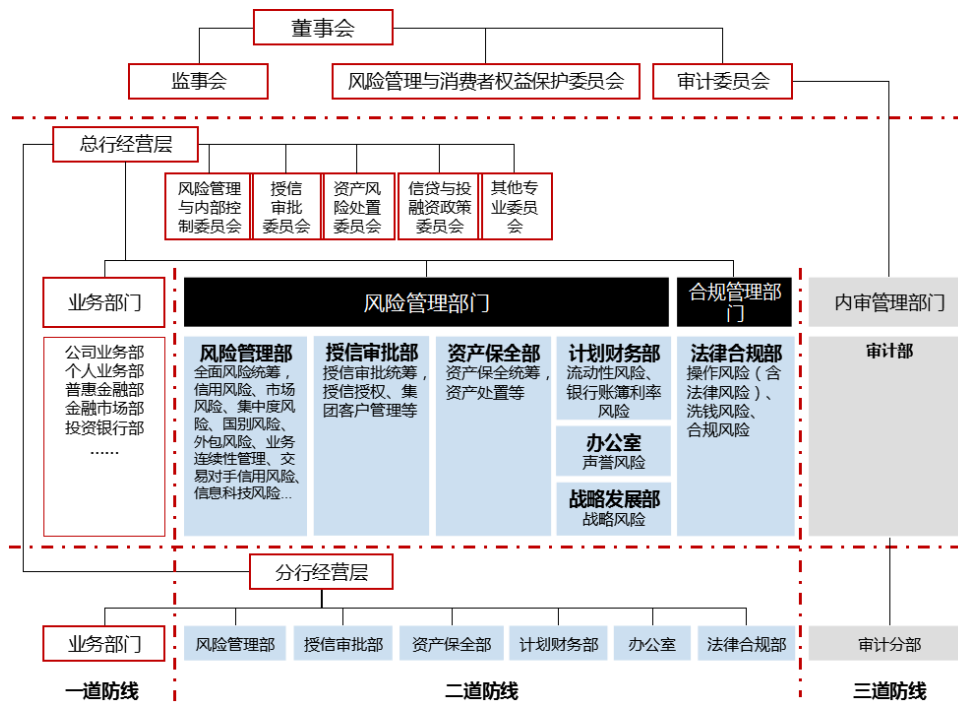 董事会
监事会
风险管理与消费者权益保护委员会
审计委员会
总行经营层
风险管理
与内部控
制委员会
授信
审批
委员会
资产风
险处置
委员会
信贷与投
融资政策
委员会
其他专
业委员
会
业务部门
风险管理部门
合规管理部
门
内审管理部门
公司业务部
个人业务部
普惠金融部
金融市场部
投资银行部
……
风险管理部
全面风险统筹，
信用风险、市场
风险、集中度风
险、国别风险、
外包风险、业务
连续性管理、交
易对手信用风险、
信息科技风险...
授信审批部
授信审批统筹，
授信授权、集
团客户管理等
资产保全部
资产保全统筹，
资产处置等
计划财务部
流动性风险、
银行账簿利率
风险
办公室
声誉风险
战略发展部
战略风险
法律合规部
操作风险（含
法律风险）、
洗钱风险、
合规风险
审计部
分行经营层
业务部门
风险管理部
授信审批部
资产保全部
计划财务部
办公室
法律合规部
审计分部
一道防线
二道防线
三道防线